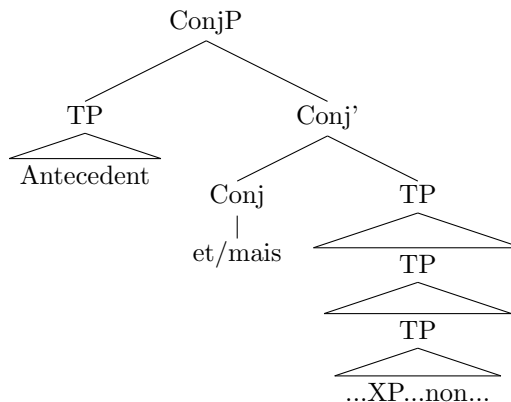 ConjP
TP Conj'
Antecedent
Conj TP
et/mais
TP
TP
...XP...non...